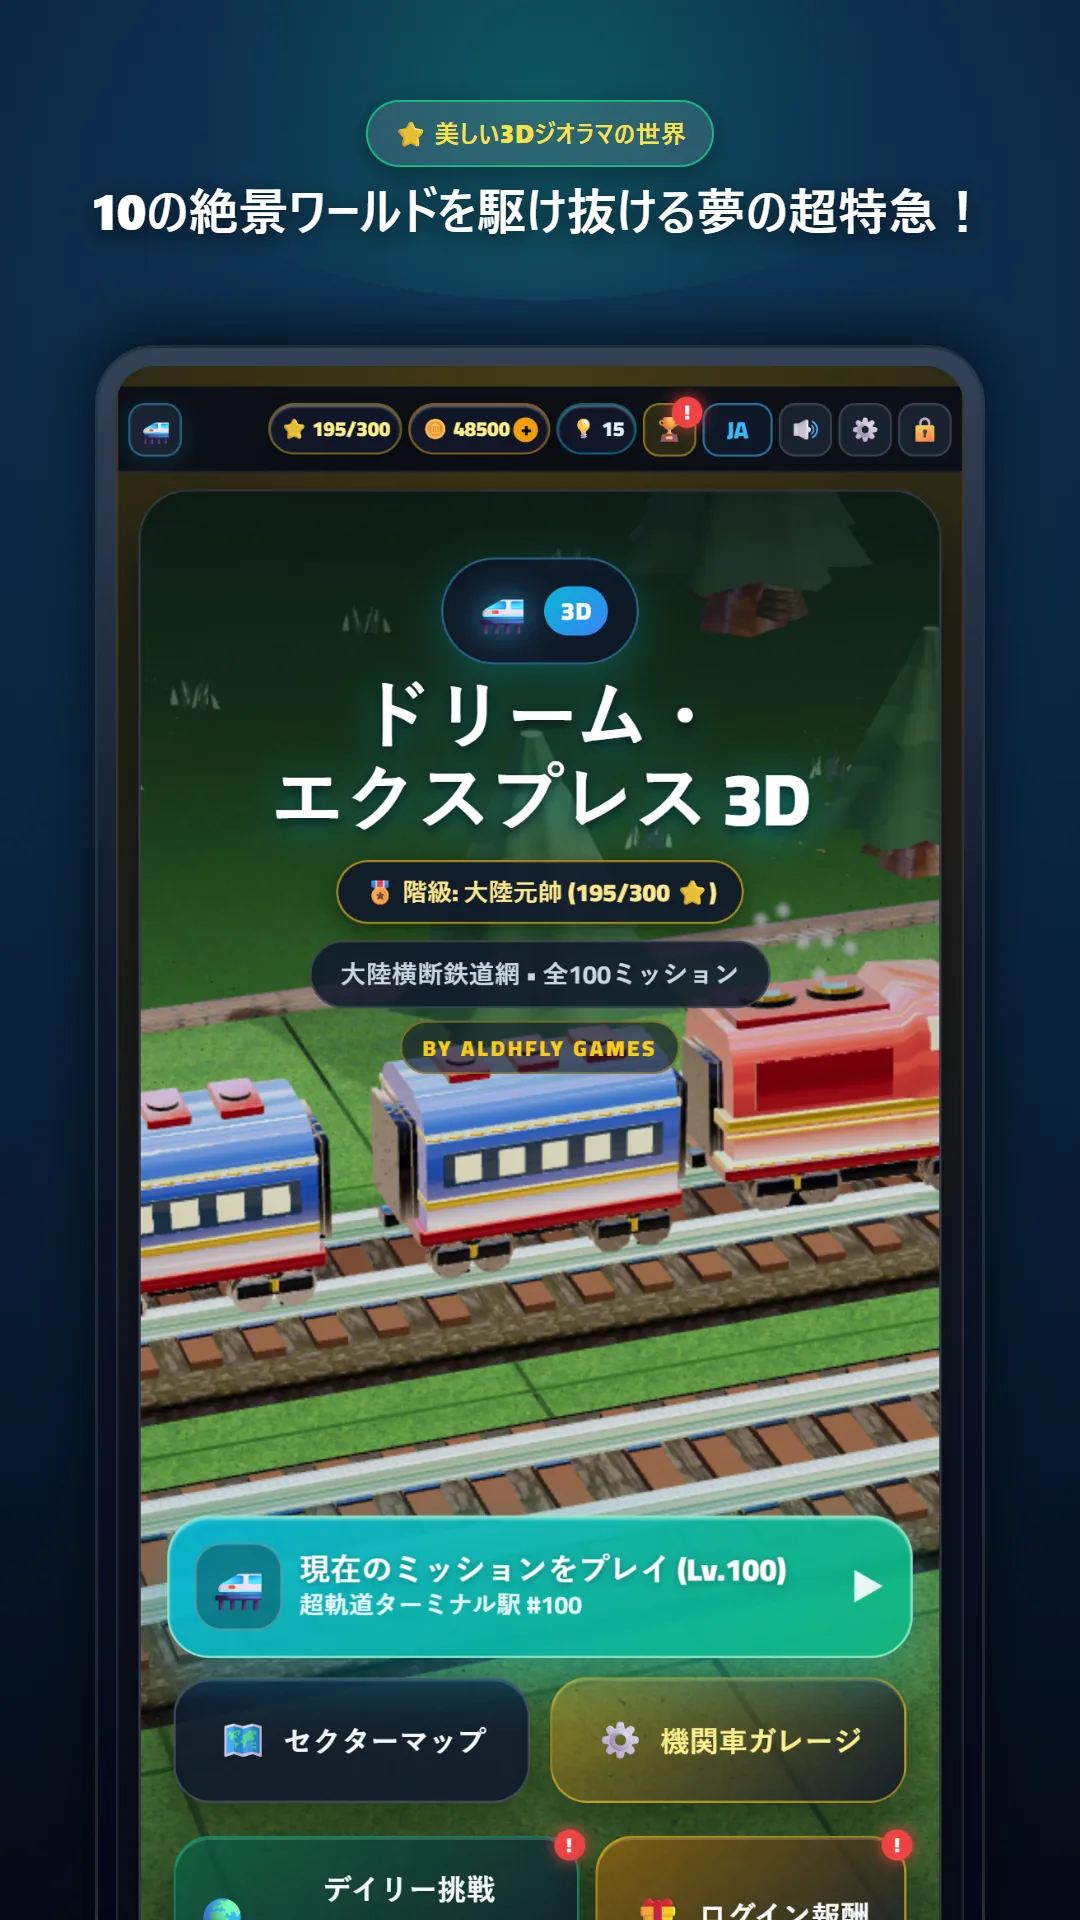 ⭐ 美しい3Dジオラマの世界
10の絶景ワールドを駆け抜ける夢の超特急！
195/300 48500 + 15 ! JA
3D
ドリーム・
エクスプレス 3D
階級: 大陸元帥 (195/300 ⭐)
大陸横断鉄道網 ▪ 全100ミッション
BY ALDHFLY GAMES
現在のミッションをプレイ (Lv.100)
超軌道ターミナル駅 #100
セクターマップ
機関車ガレージ
! !
デイリー挑戦
ログイン報酬